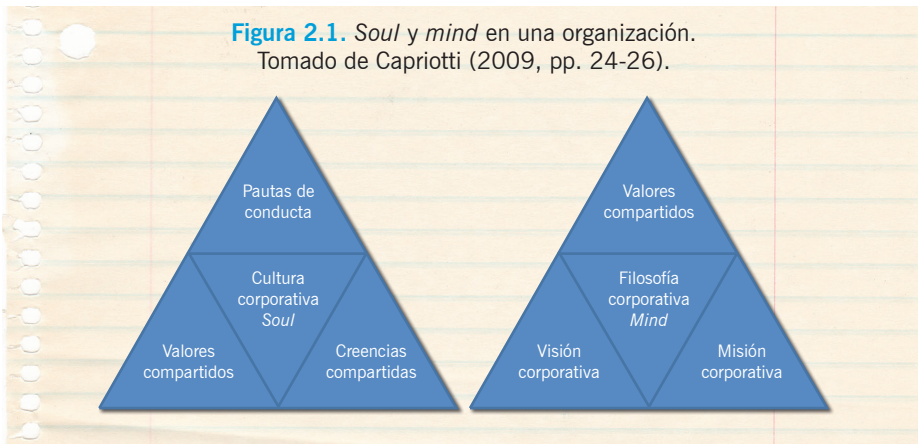 Figura 2.1. Soul y mind en una organización.
Tomado de Capriotti (2009, pp. 24-26).
Pautas de
conducta
Cultura
corporativa
Soul
Valores
compartidos
Creencias
compartidas
Valores
compartidos
Filosofía
corporativa
Mind
Visión
corporativa
Misión
corporativa